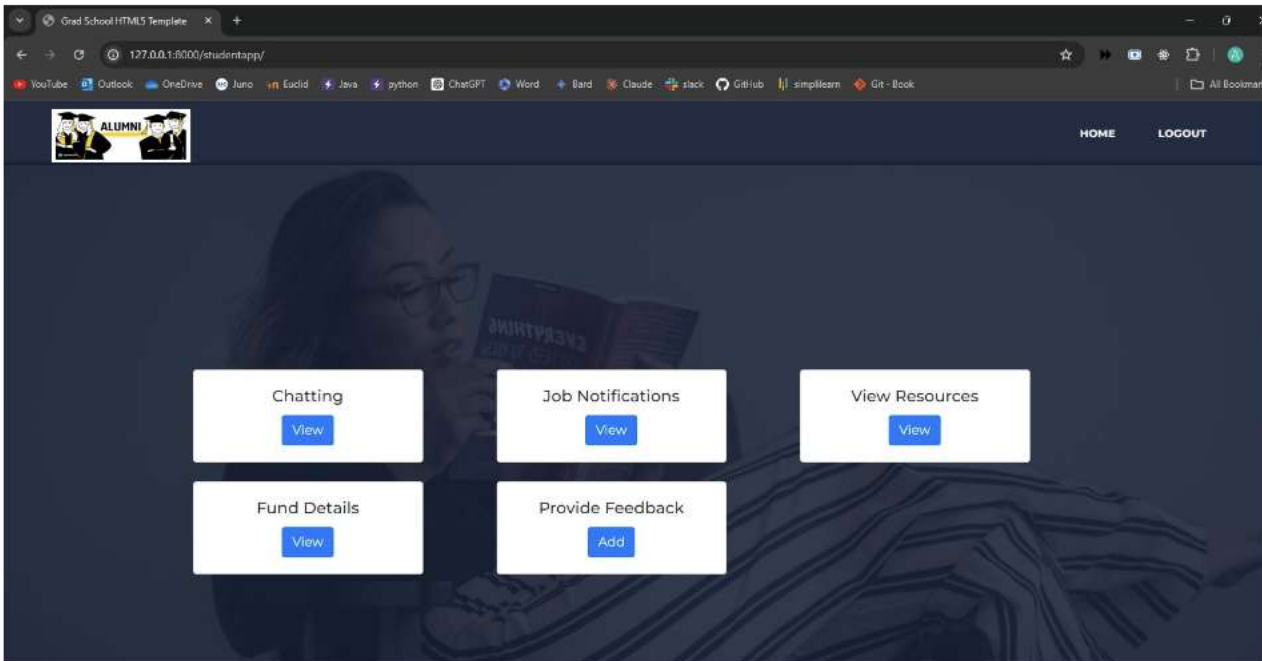 Grad School HTML5 Template
127.0.0.1:8000/studentapp/
YouTube Outlook OneDrive Juno Euclid Java python ChatGPT Word Bard Claude slack GitHub simplilearn Git - Book All Bookmar
ALUMNI HOME LOGOUT
EVERYTHING
Chatting Job Notifications View Resources
View View View
Fund Details Provide Feedback
View Add